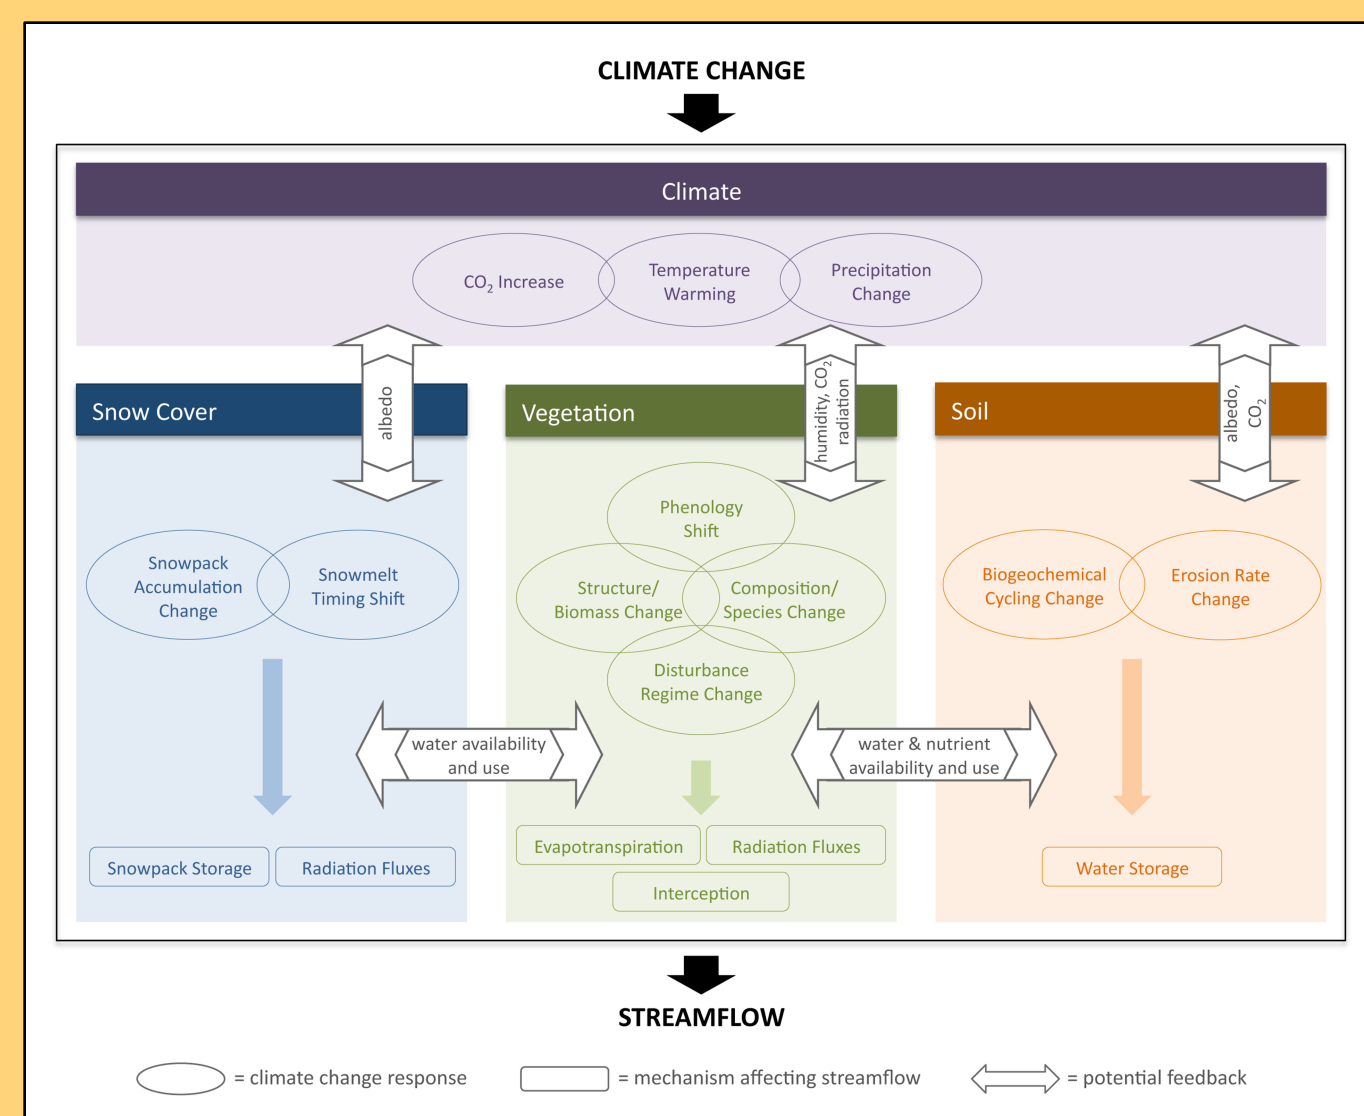 CLIMATE CHANGE
Climate
CO₂ Increase
Temperature
Warming
Precipitation
Change
albedo
humidity, CO₂
radiation
albedo,
CO₂
Snow Cover
Vegetation
Soil
Snowpack
Accumulation
Change
Snowmelt
Timing Shift
Phenology
Shift
Structure/
Biomass Change
Composition/
Species Change
Disturbance
Regime Change
Biogeochemical
Cycling Change
Erosion Rate
Change
water availability
and use
water & nutrient
availability and use
Snowpack Storage
Radiation Fluxes
Evapotranspiration
Radiation Fluxes
Interception
Water Storage
STREAMFLOW
= climate change response
= mechanism affecting streamflow
= potential feedback